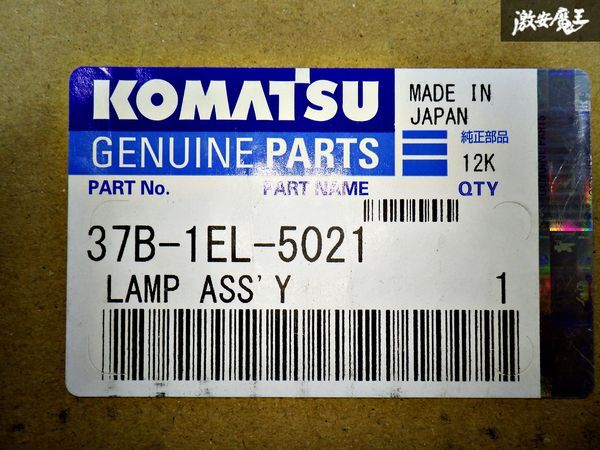 激安魔王
KOMATSU
MADE IN
JAPAN
GENUINE PARTS
純正部品
12K
PART No.
PART NAME
QTY
37B-1EL-5021
LAMP ASS'Y
1